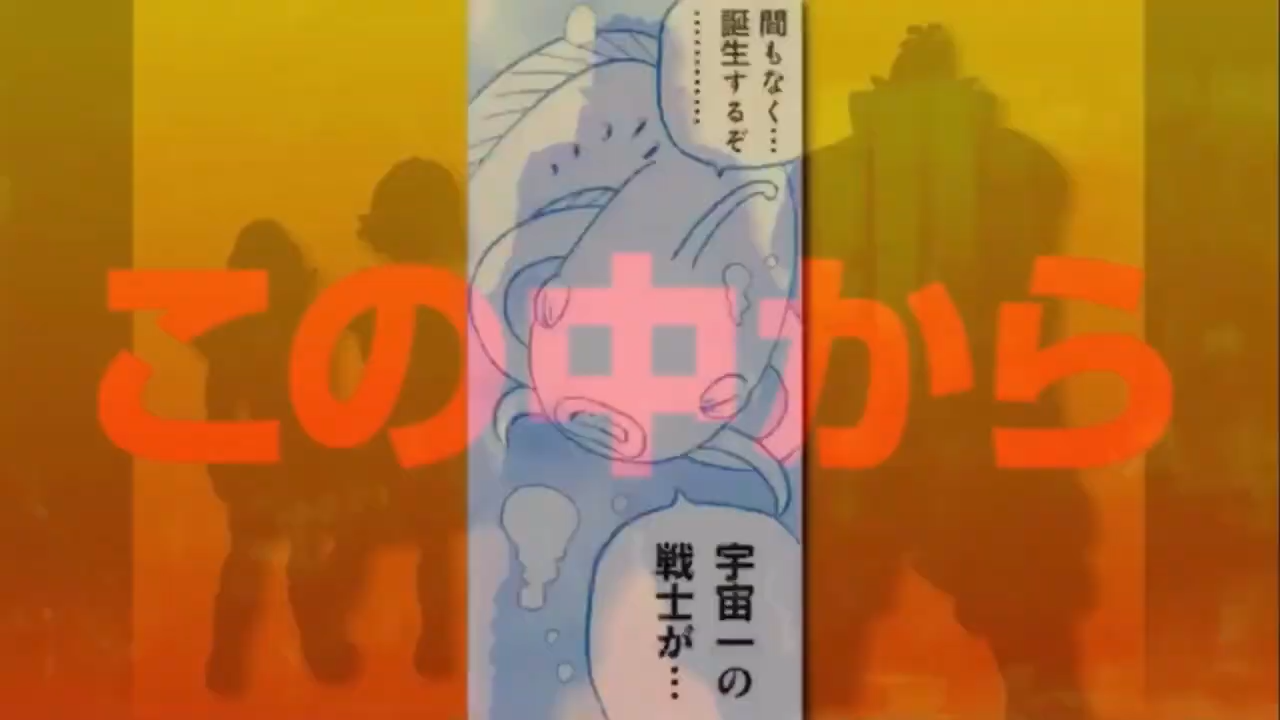 間もなく…
誕生するぞ
…………
この中から
宇宙一の
戦士が…